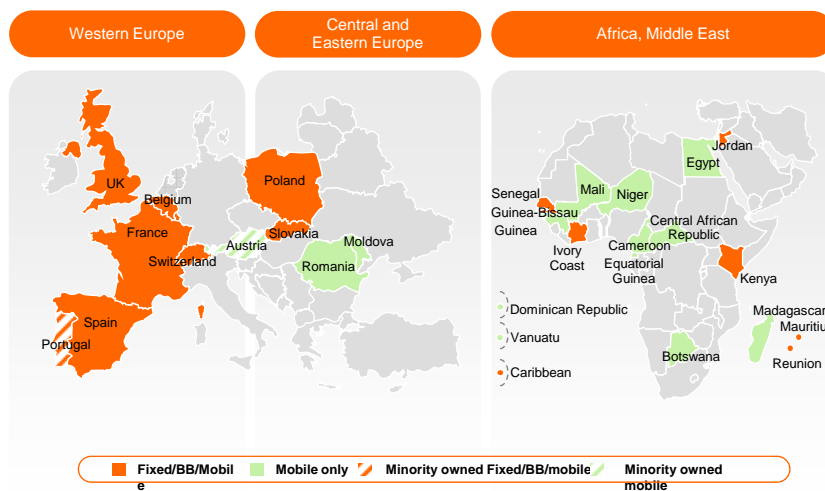 Western Europe
Central and
Eastern Europe
Africa, Middle East
UK
Belgium
France
Switzerland
Spain
Portugal
Poland
Slovakia
Austria
Moldova
Romania
Jordan
Egypt
Mali
Niger
Senegal
Guinea-Bissau
Guinea
Central African
Republic
Ivory
Coast
Cameroon
Equatorial
Guinea
Kenya
Dominican Republic
Madagascar
Mauritiu
Vanuatu
Botswana
Reunion
Caribbean
Fixed/BB/Mobil
e
Mobile only
Minority owned Fixed/BB/mobile
Minority owned
mobile